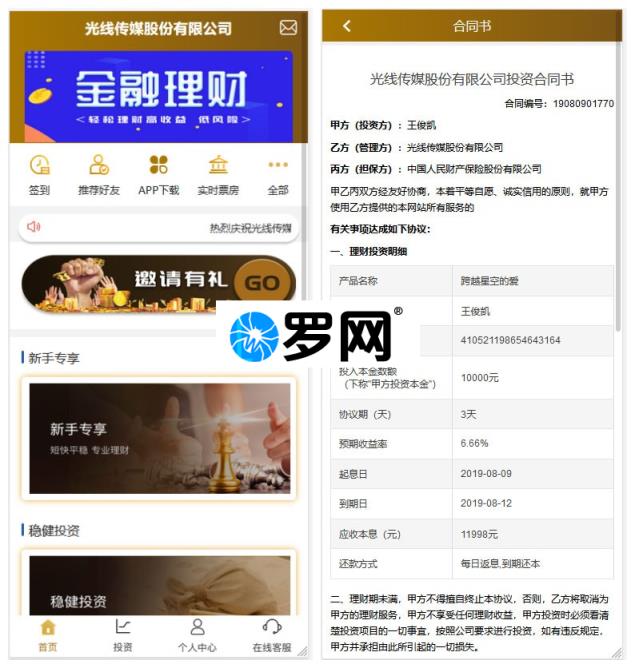 光线传媒股份有限公司
金融理财
<轻松理财高收益 低风险>
签到
推荐好友
APP下载
实时票房
全部
热烈庆祝光线传媒
邀请有礼 GO
新手专享
新手专享
短快平稳 专业理财
稳健投资
稳健投资
首页
投资
个人中心
在线客服
罗网®
合同书
光线传媒股份有限公司投资合同书
合同编号：19080901770
甲方（投资方）：王俊凯
乙方（管理方）：光线传媒股份有限公司
丙方（担保方）：中国人民财产保险股份有限公司
甲乙丙双方经友好协商，本着平等自愿、诚实信用的原则，就甲方
使用乙方提供的本网站所有服务的
有关事项达成如下协议：
一、理财投资明细
产品名称 跨越星空的爱
王俊凯
410521198654643164
投入本金数额
（下称“甲方投资本金”） 10000元
协议期（天） 3天
预期收益率 6.66%
起息日 2019-08-09
到期日 2019-08-12
应收本息（元） 11998元
还款方式 每日返息,到期还本
二、理财期未满，甲方不得擅自终止本协议，否则，乙方将取消为
甲方的理财服务，甲方不享受任何理财收益，甲方投资时必须看清
楚投资项目的一切事宜，按照公司要求进行投资，如有违反规定，
甲方并承担由此所引起的一切损失。